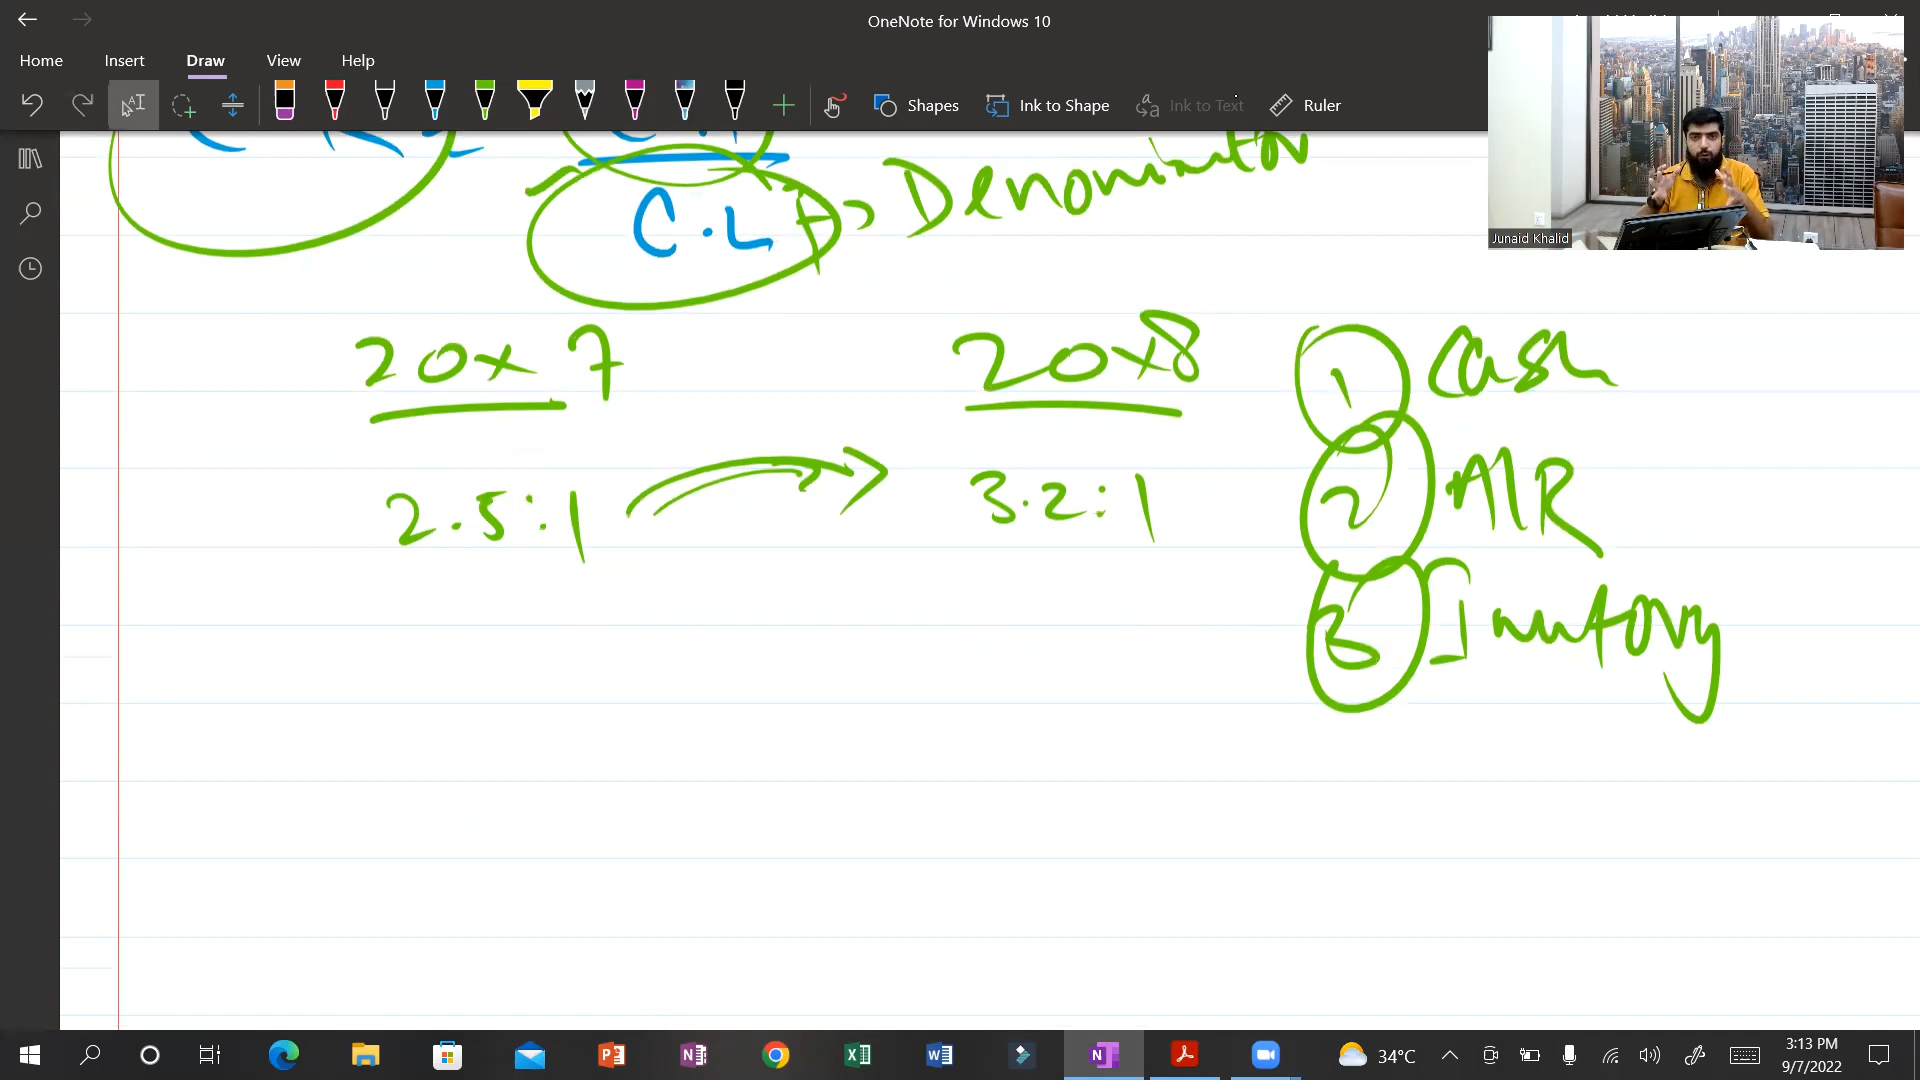 OneNote for Windows 10
Home Insert Draw View Help
Shapes Ink to Shape Ink to Text Ruler
Junaid Khalid
C.L Denominator
20x7 20x8 1 Cash
2.5:1 3.2:1 2 A/R
3 Inventory
34°C 3:13 PM
9/7/2022